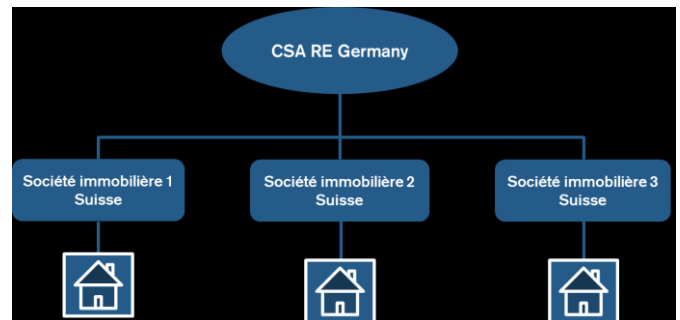 CSA RE Germany
Société immobilière 1
Suisse
Société immobilière 2
Suisse
Société immobilière 3
Suisse